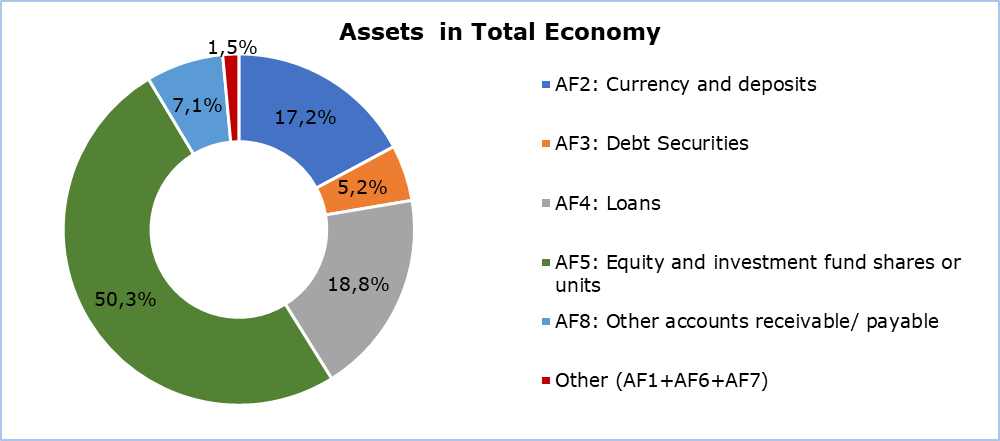 Assets in Total Economy
1,5%
7,1%
17,2%
5,2%
18,8%
50,3%
AF2: Currency and deposits
AF3: Debt Securities
AF4: Loans
AF5: Equity and investment fund shares or
units
AF8: Other accounts receivable/ payable
Other (AF1+AF6+AF7)